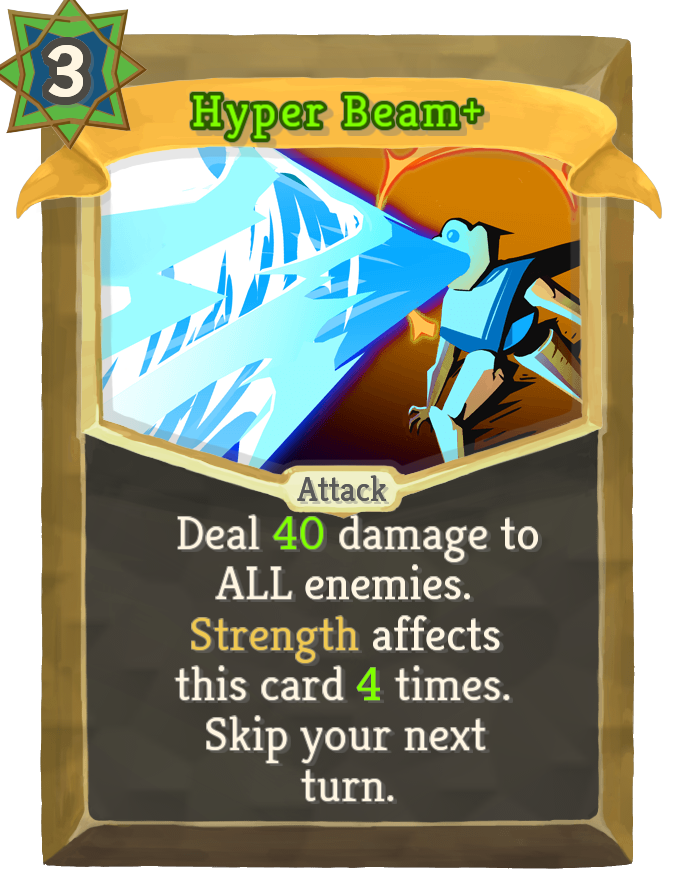 3
Hyper Beam+
Attack
Deal 40 damage to
ALL enemies.
Strength affects
this card 4 times.
Skip your next
turn.